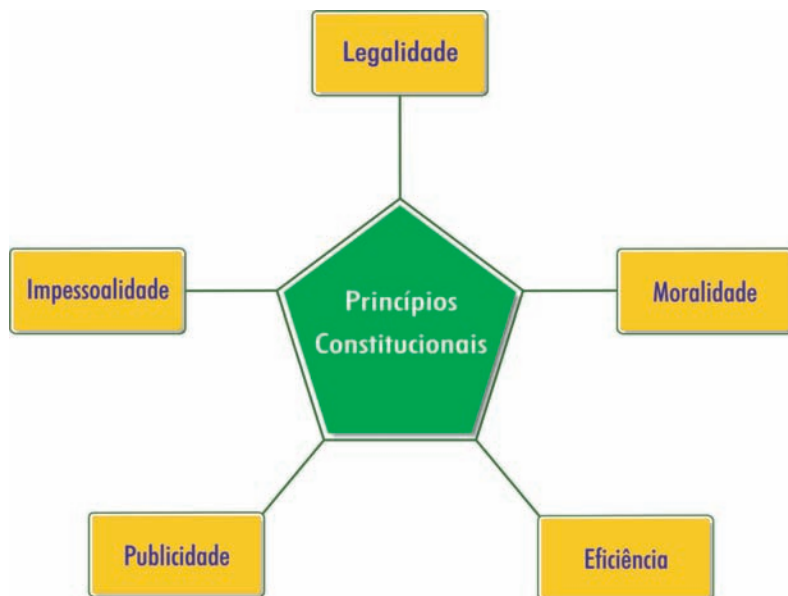 Legalidade
Impessoalidade
Princípios
Constitucionais
Moralidade
Publicidade
Eficiência